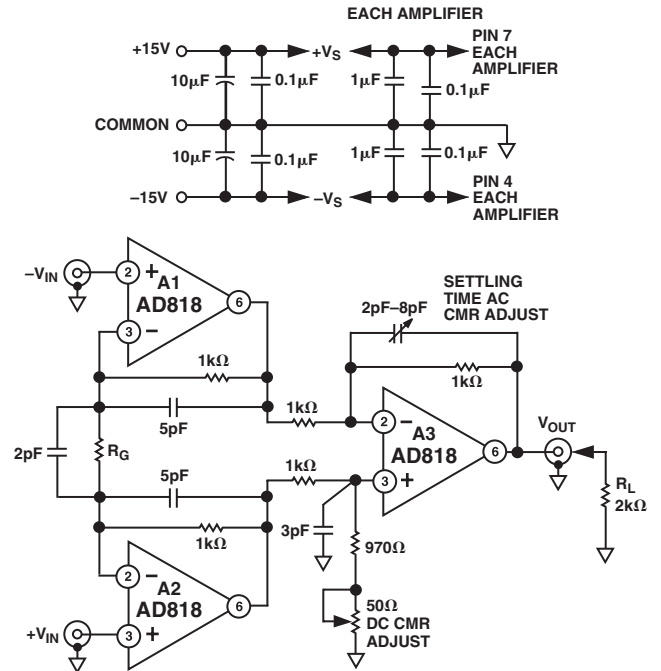 EACH AMPLIFIER
+15V
+VS
PIN 7
EACH
AMPLIFIER
10µF
0.1µF
1µF
0.1µF
COMMON
10µF
0.1µF
1µF
0.1µF
–15V
–VS
PIN 4
EACH
AMPLIFIER
–VIN
2
+
A1
AD818
6
3
–
SETTLING
TIME AC
CMR ADJUST
2pF–8pF
1kΩ
1kΩ
5pF
1kΩ
2pF
RG
2
–
A3
AD818
6
VOUT
5pF
1kΩ
3
+
RL
2kΩ
1kΩ
3pF
970Ω
2
–
A2
AD818
6
50Ω
DC CMR
ADJUST
+VIN
3
+